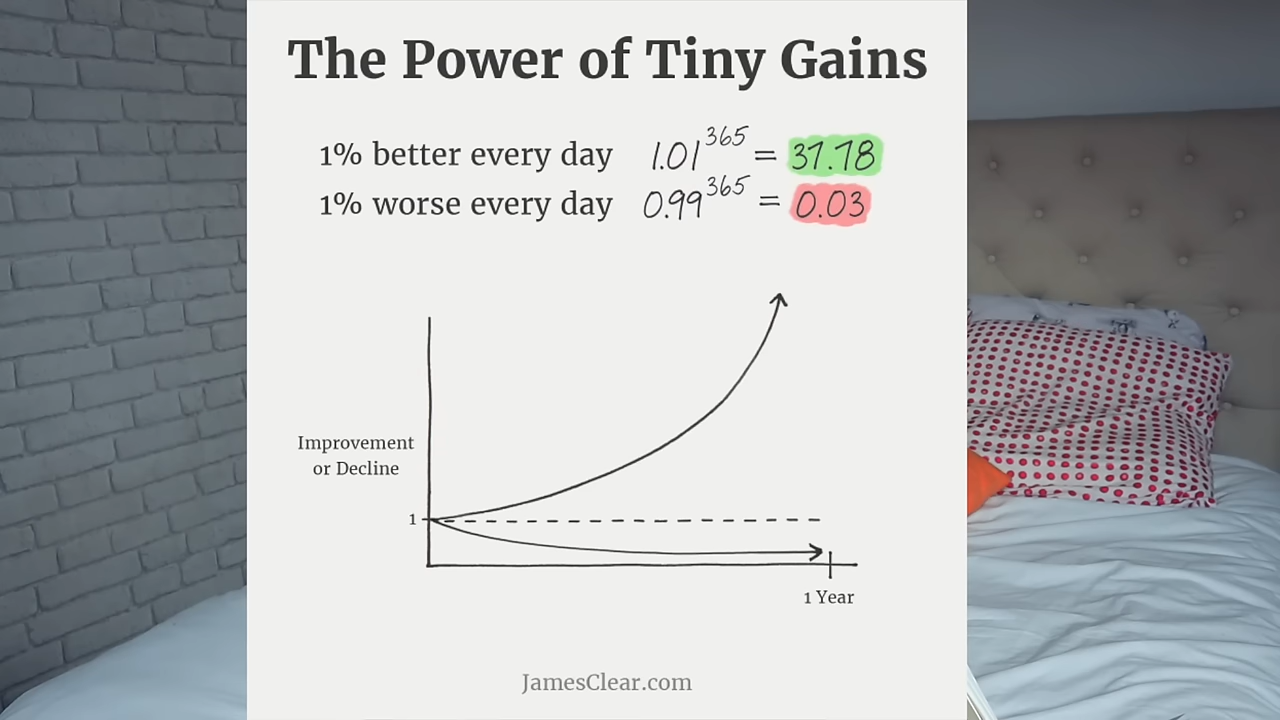 The Power of Tiny Gains
1% better every day 1.01^365 = 37.78
1% worse every day 0.99^365 = 0.03
Improvement
or Decline
1
1 Year
JamesClear.com